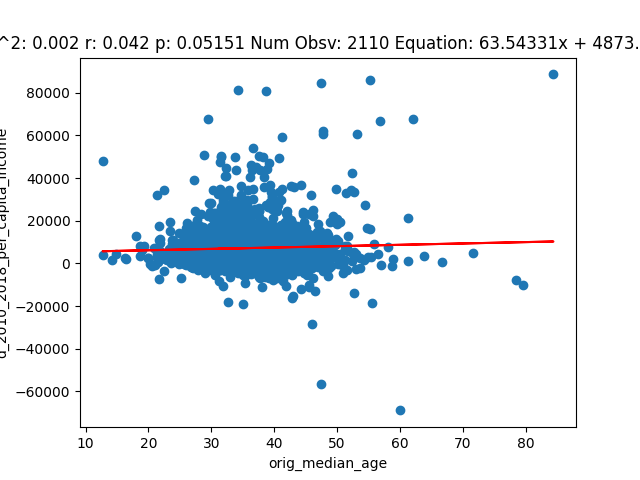 ^2: 0.002 r: 0.042 p: 0.05151 Num Obsv: 2110 Equation: 63.54331x + 4873.
d_2010_2018_per_capita_income
80000
60000
40000
20000
0
−20000
−40000
−60000
10 20 30 40 50 60 70 80
orig_median_age